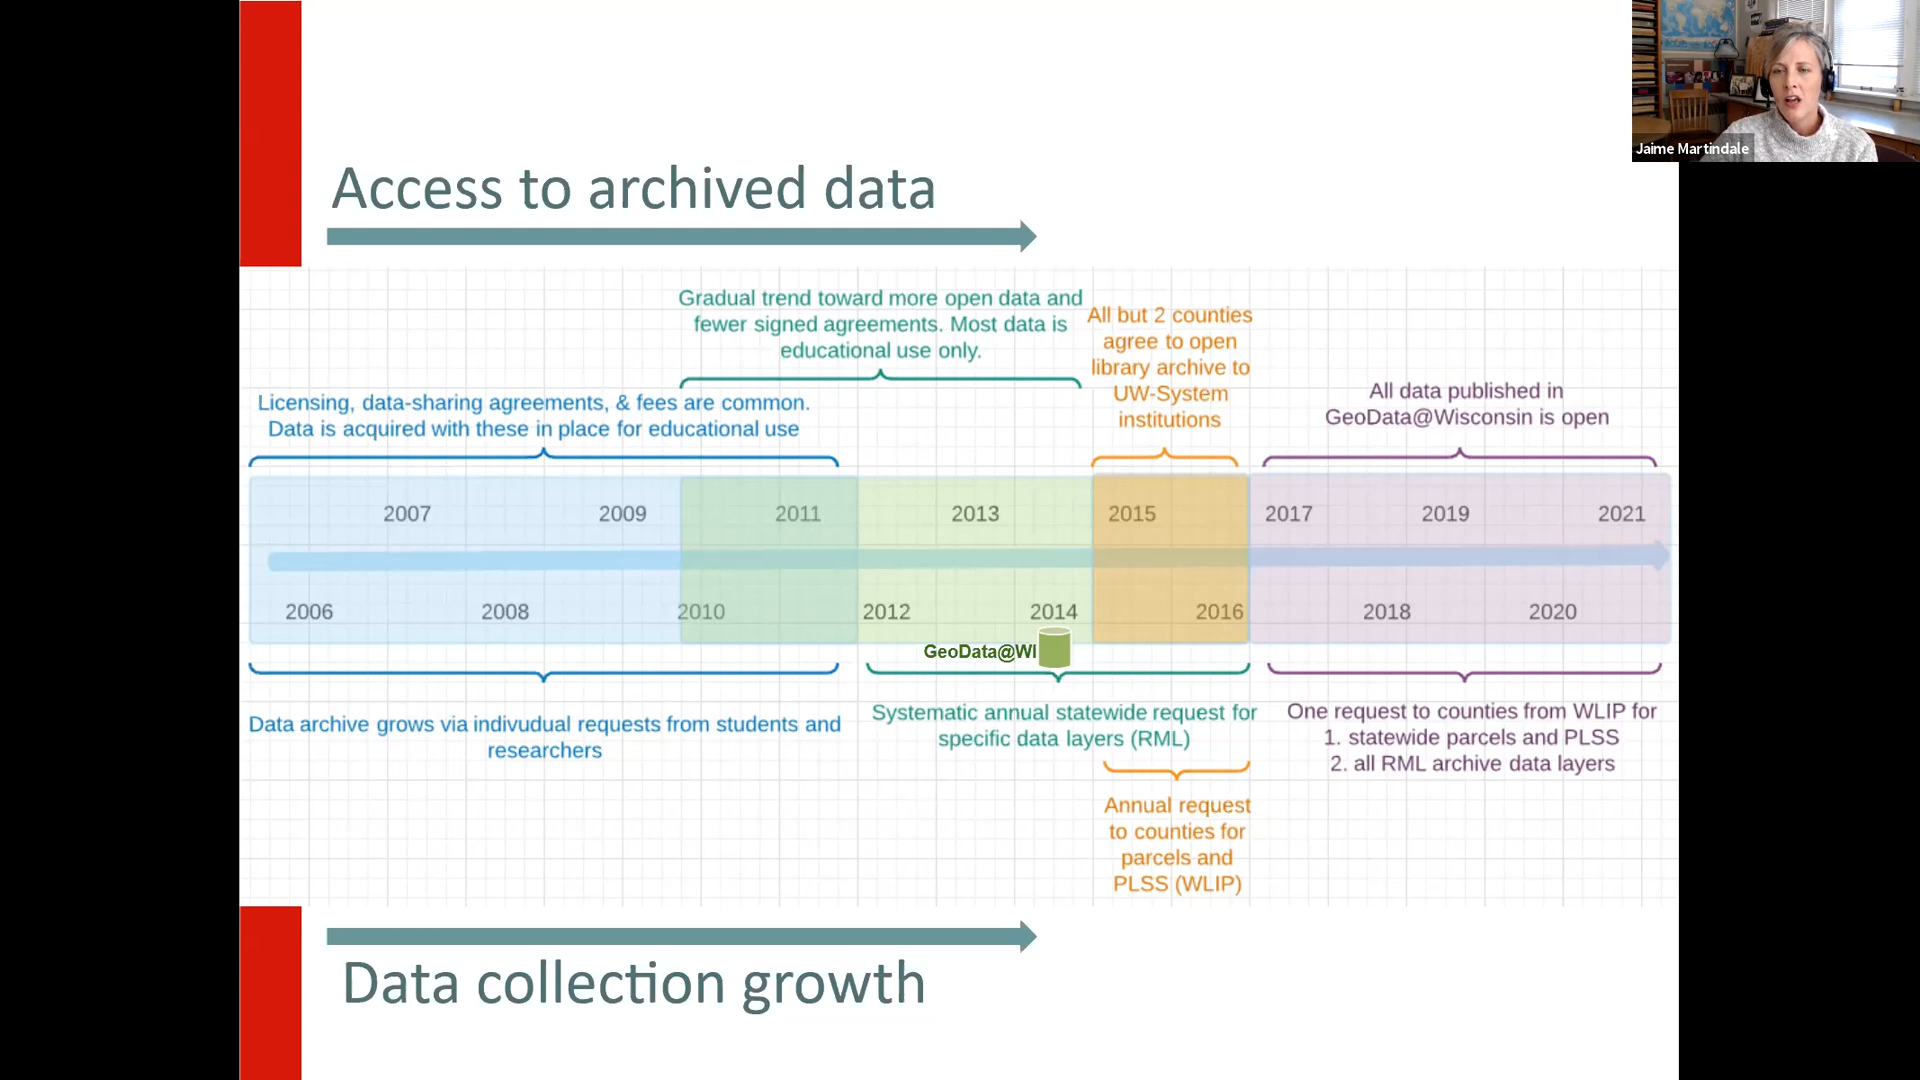 Jaime Martindale
Access to archived data
Gradual trend toward more open data and
fewer signed agreements. Most data is
educational use only.
All but 2 counties
agree to open
library archive to
UW-System
institutions
Licensing, data-sharing agreements, & fees are common.
Data is acquired with these in place for educational use
All data published in
GeoData@Wisconsin is open
2007 2009 2011 2013 2015 2017 2019 2021
2006 2008 2010 2012 2014 2016 2018 2020
GeoData@WI
Data archive grows via indivudual requests from students and
researchers
Systematic annual statewide request for
specific data layers (RML)
One request to counties from WLIP for
1. statewide parcels and PLSS
2. all RML archive data layers
Annual request
to counties for
parcels and
PLSS (WLIP)
Data collection growth